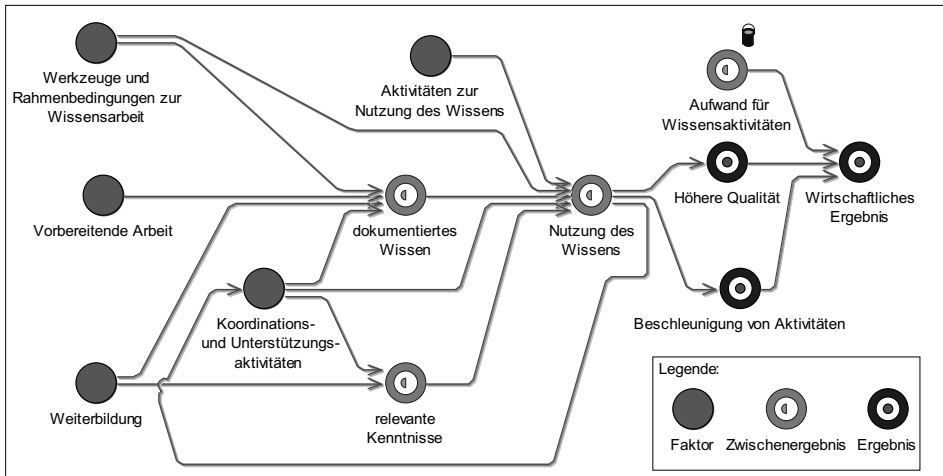 Werkzeuge und
Rahmenbedingungen zur
Wissensarbeit
Aktivitäten zur
Nutzung des Wissens
Aufwand für
Wissensaktivitäten
Höhere Qualität
Wirtschaftliches
Ergebnis
Vorbereitende Arbeit
dokumentiertes
Wissen
Nutzung des
Wissens
Koordinations-
und Unterstützungs-
aktivitäten
Beschleunigung von Aktivitäten
Weiterbildung
relevante
Kenntnisse
Legende:
Faktor
Zwischenergebnis
Ergebnis